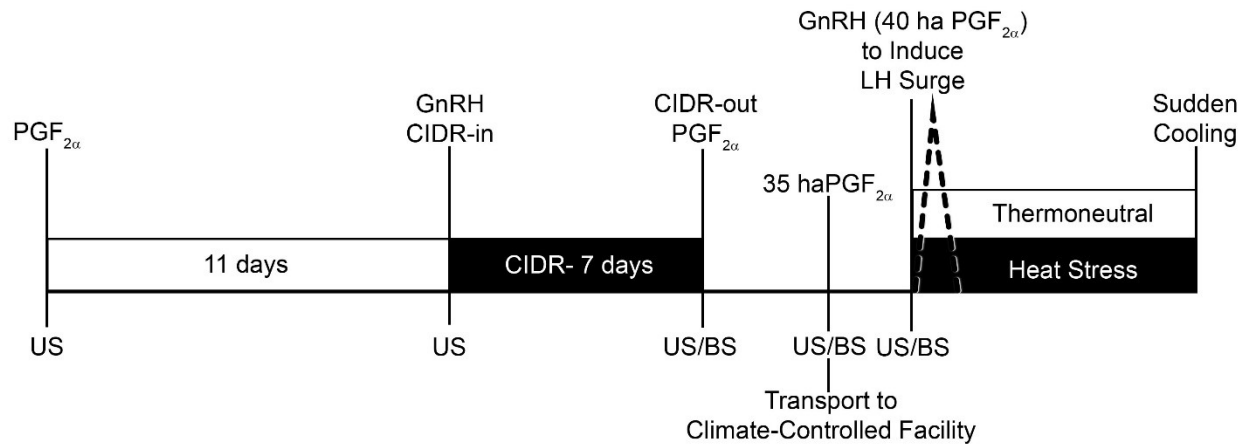 PGF2α
GnRH
CIDR-in
CIDR-out
PGF2α
35 haPGF2α
GnRH (40 ha PGF2α)
to Induce
LH Surge
Sudden
Cooling
11 days
CIDR- 7 days
Thermoneutral
Heat Stress
US
US
US/BS
US/BS
US/BS
Transport to
Climate-Controlled Facility